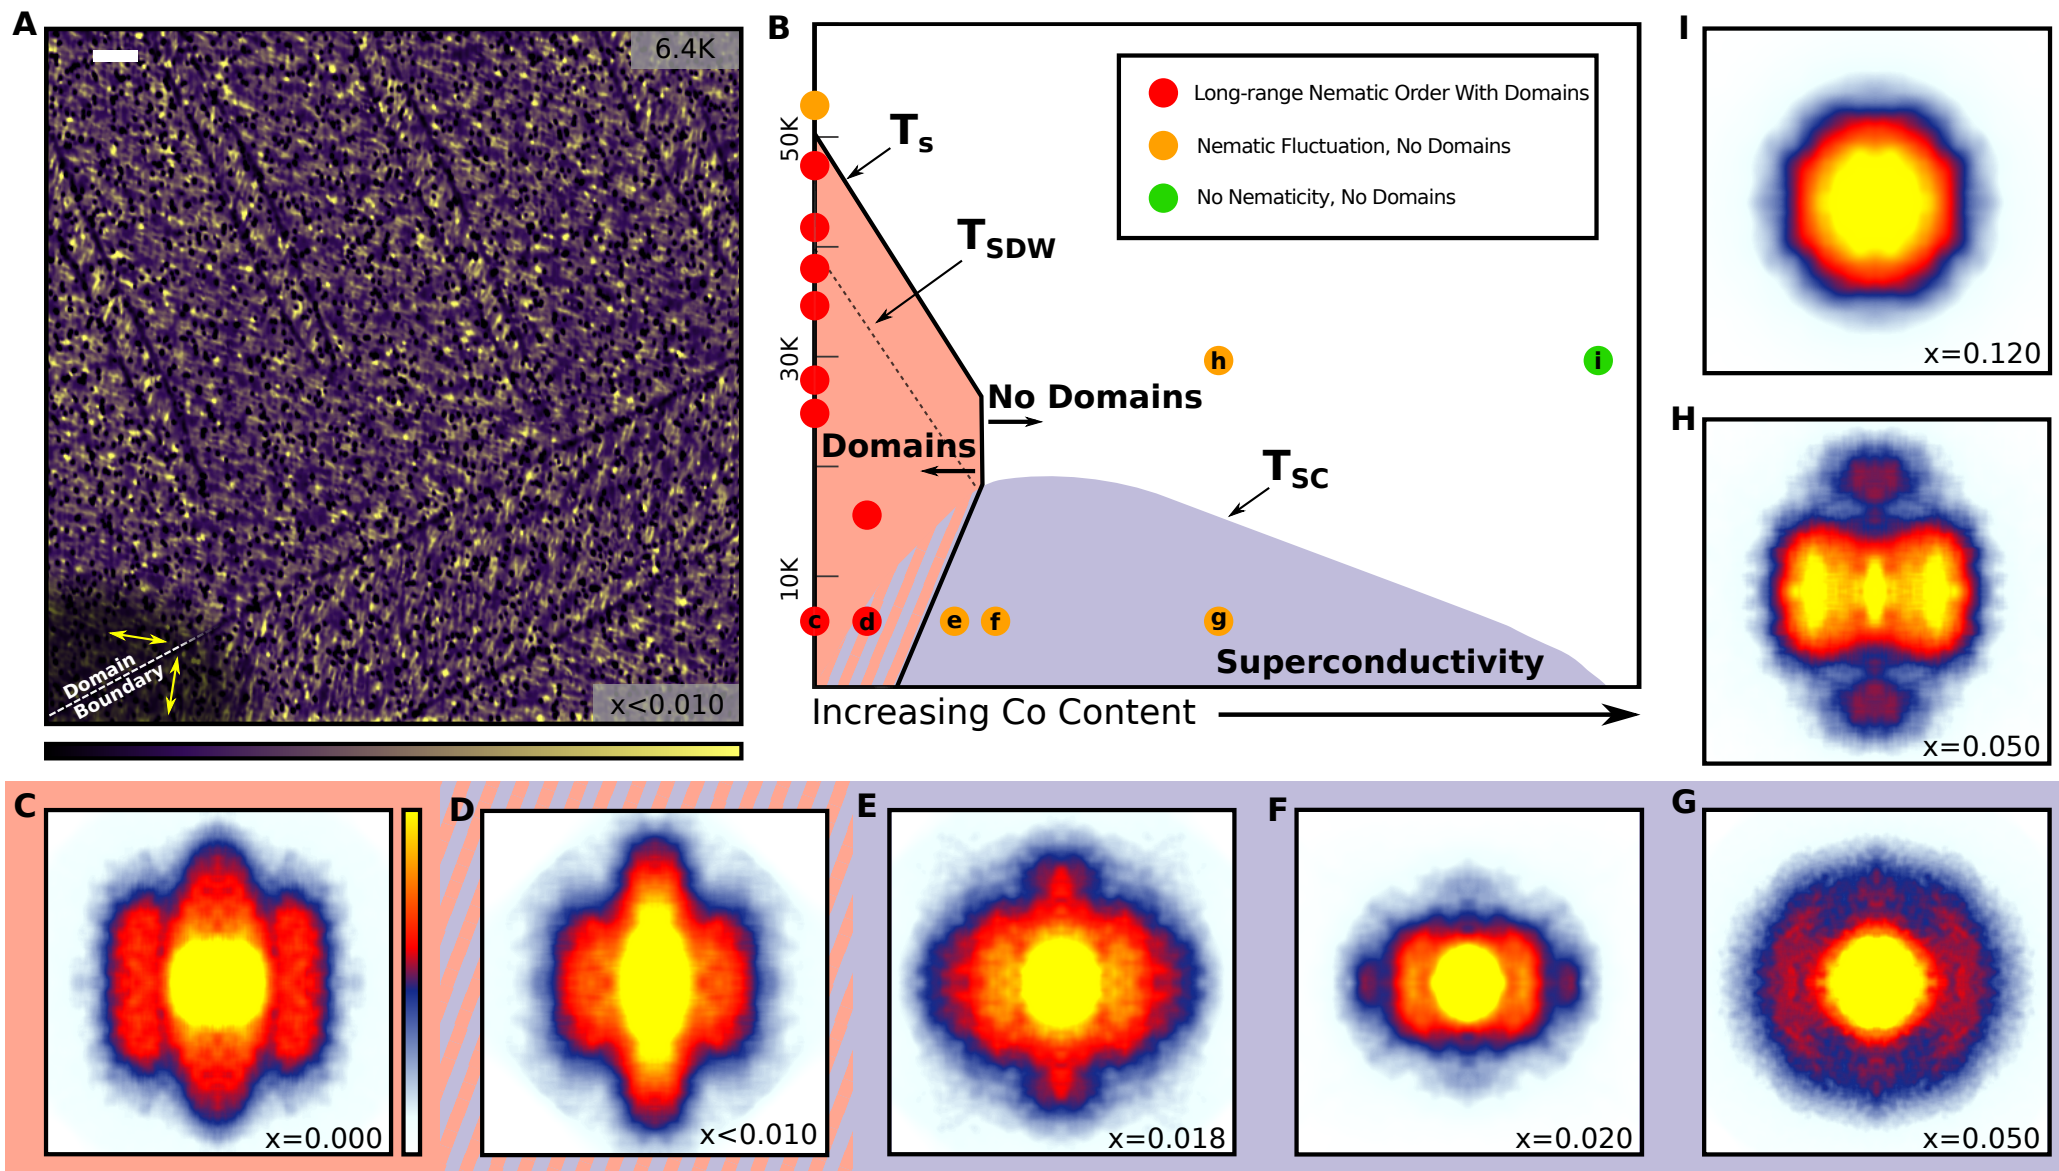 A
6.4K
Domain
Boundary
x<0.010
B
50K
30K
10K
Long-range Nematic Order With Domains
Nematic Fluctuation, No Domains
No Nematicity, No Domains
Ts
TSDW
h
i
No Domains
Domains
TSC
c
d
e
f
g
Superconductivity
Increasing Co Content
I
x=0.120
H
x=0.050
C
x=0.000
D
x<0.010
E
x=0.018
F
x=0.020
G
x=0.050